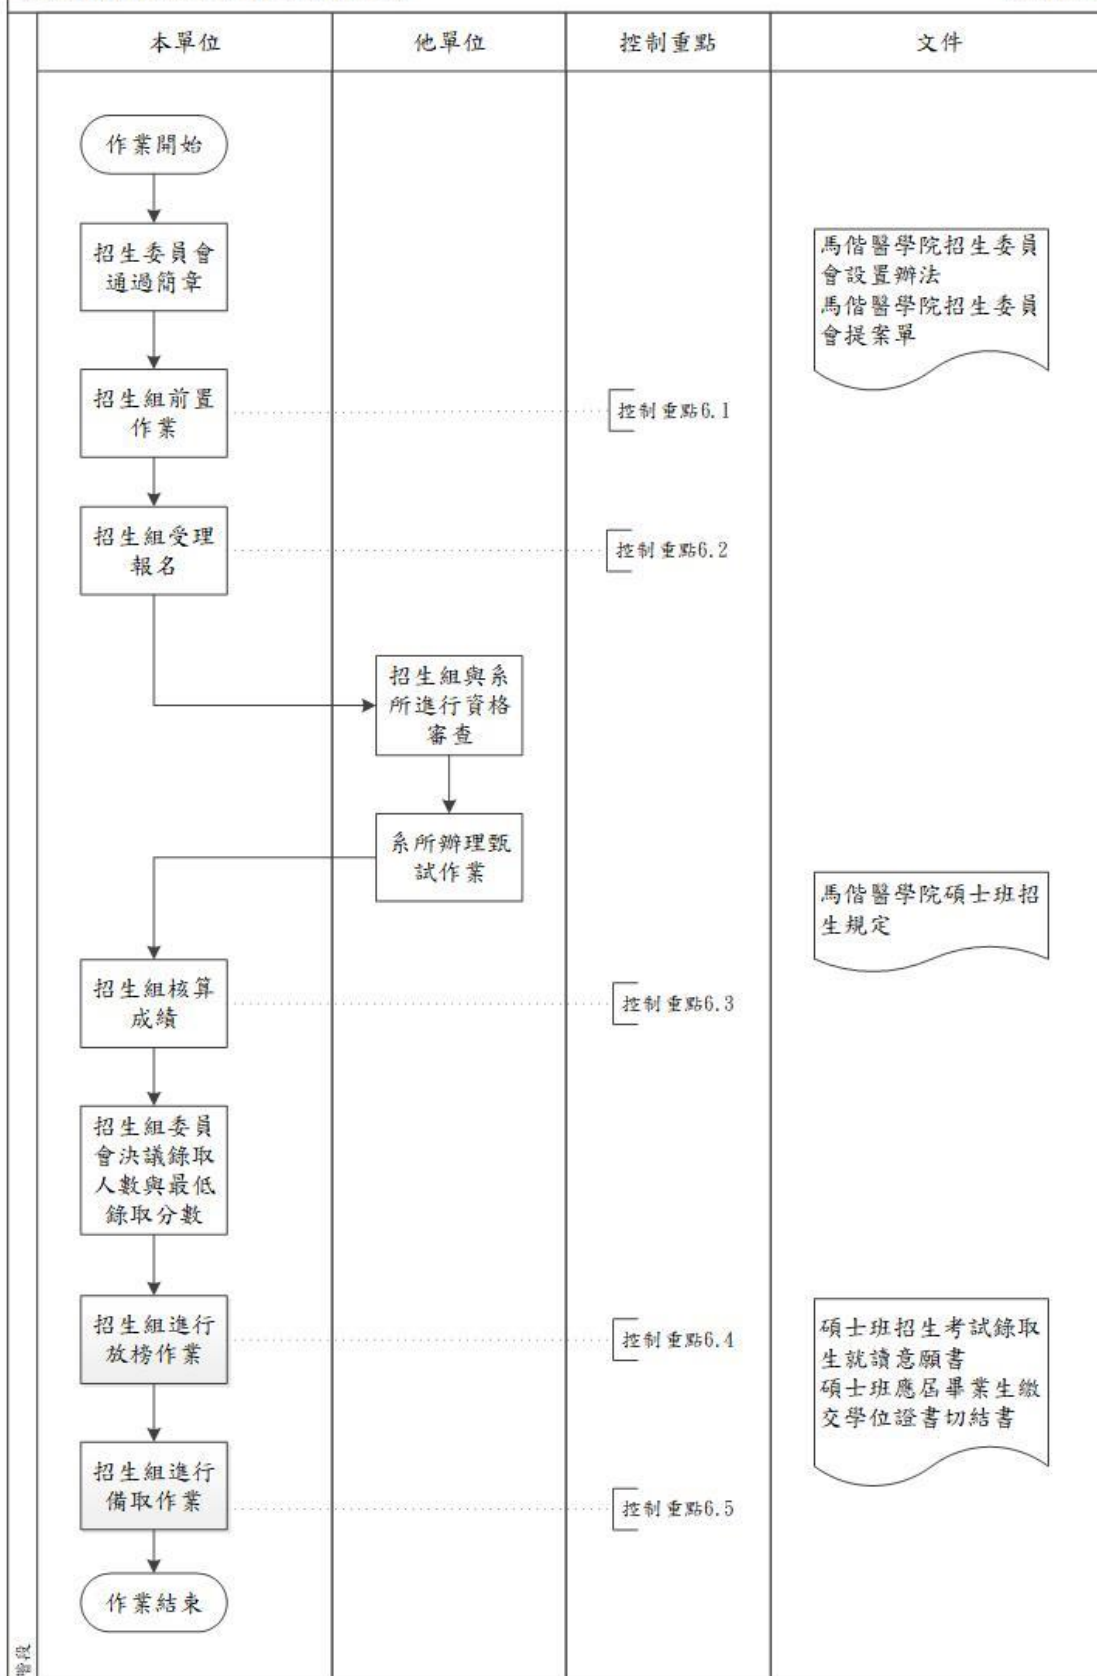 本單位
他單位
控制重點
文件
作業開始
招生委員會
通過簡章
馬偕醫學院招生委員
會設置辦法
馬偕醫學院招生委員
會提案單
招生組前置
作業
控制重點6.1
招生組受理
報名
控制重點6.2
招生組與系
所進行資格
審查
系所辦理甄
試作業
馬偕醫學院碩士班招
生規定
招生組核算
成績
控制重點6.3
招生組委員
會決議錄取
人數與最低
錄取分數
招生組進行
放榜作業
控制重點6.4
碩士班招生考試錄取
生就讀意願書
碩士班應屆畢業生繳
交學位證書切結書
招生組進行
備取作業
控制重點6.5
作業結束
階段